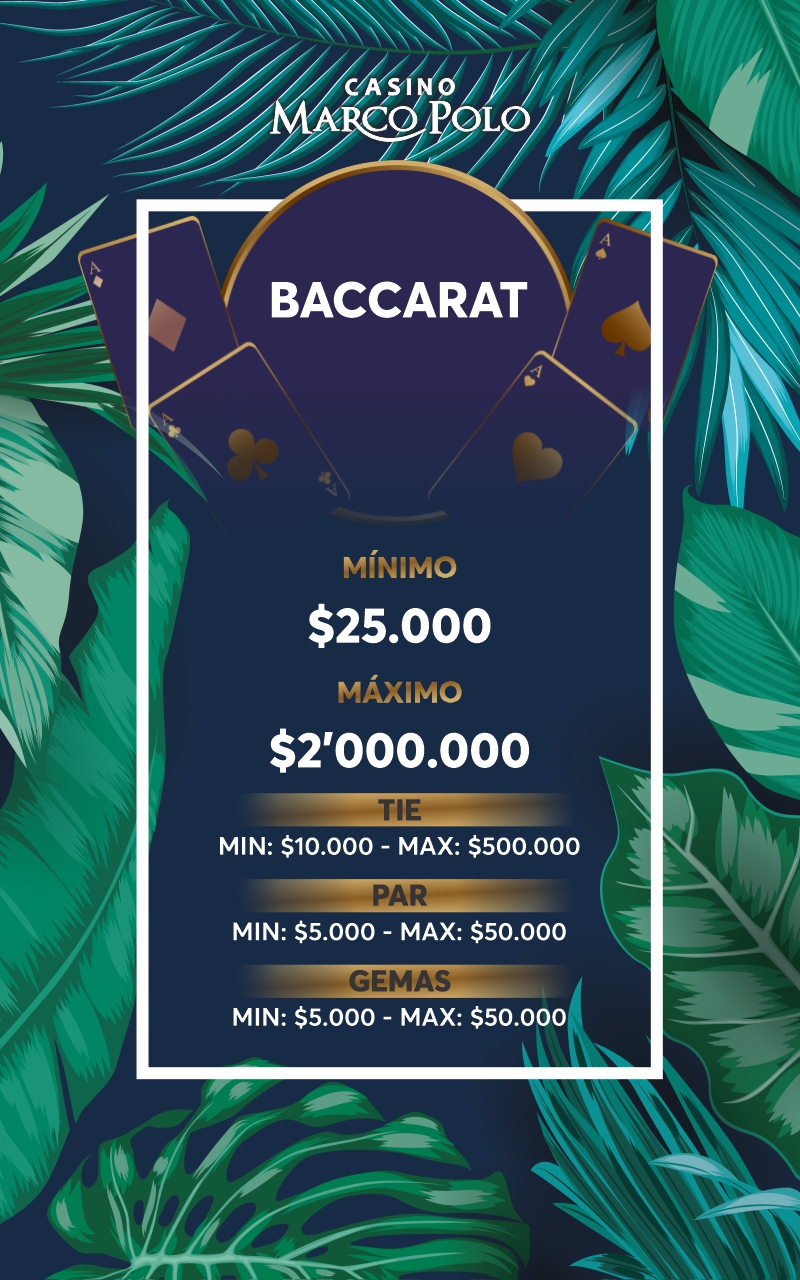 CASINO
MARCO POLO
A
A
BACCARAT
A
A
A
MÍNIMO
$25.000
MÁXIMO
$2'000.000
TIE
MIN: $10.000 - MAX: $500.000
PAR
MIN: $5.000 - MAX: $50.000
GEMAS
MIN: $5.000 - MAX: $50.000